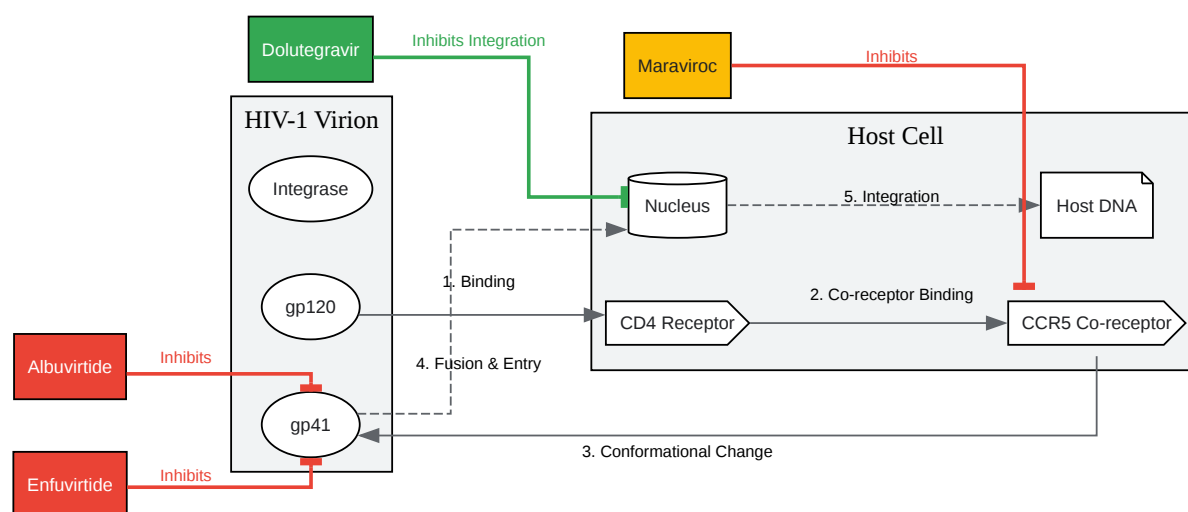 Dolutegravir
Inhibits Integration
Maraviroc
Inhibits
HIV-1 Virion
Host Cell
Integrase
Nucleus
5. Integration
Host DNA
1. Binding
gp120
2. Co-receptor Binding
CD4 Receptor
CCR5 Co-receptor
Albuvirtide
Inhibits
4. Fusion & Entry
gp41
3. Conformational Change
Enfuvirtide
Inhibits